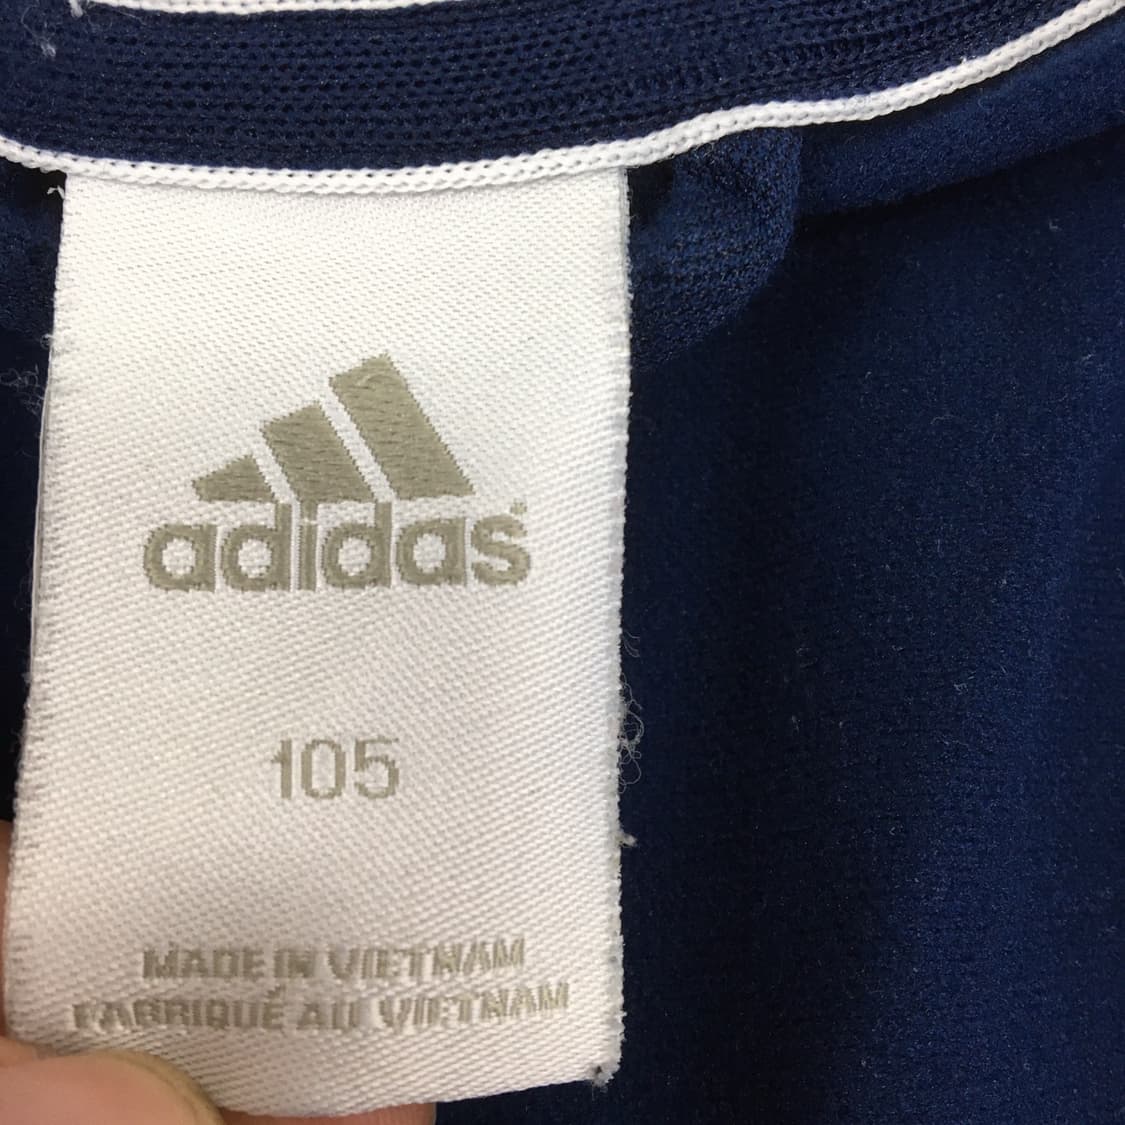 adidas
105
MADE IN VIETNAM
FABRIQUÉ AU VIETNAM